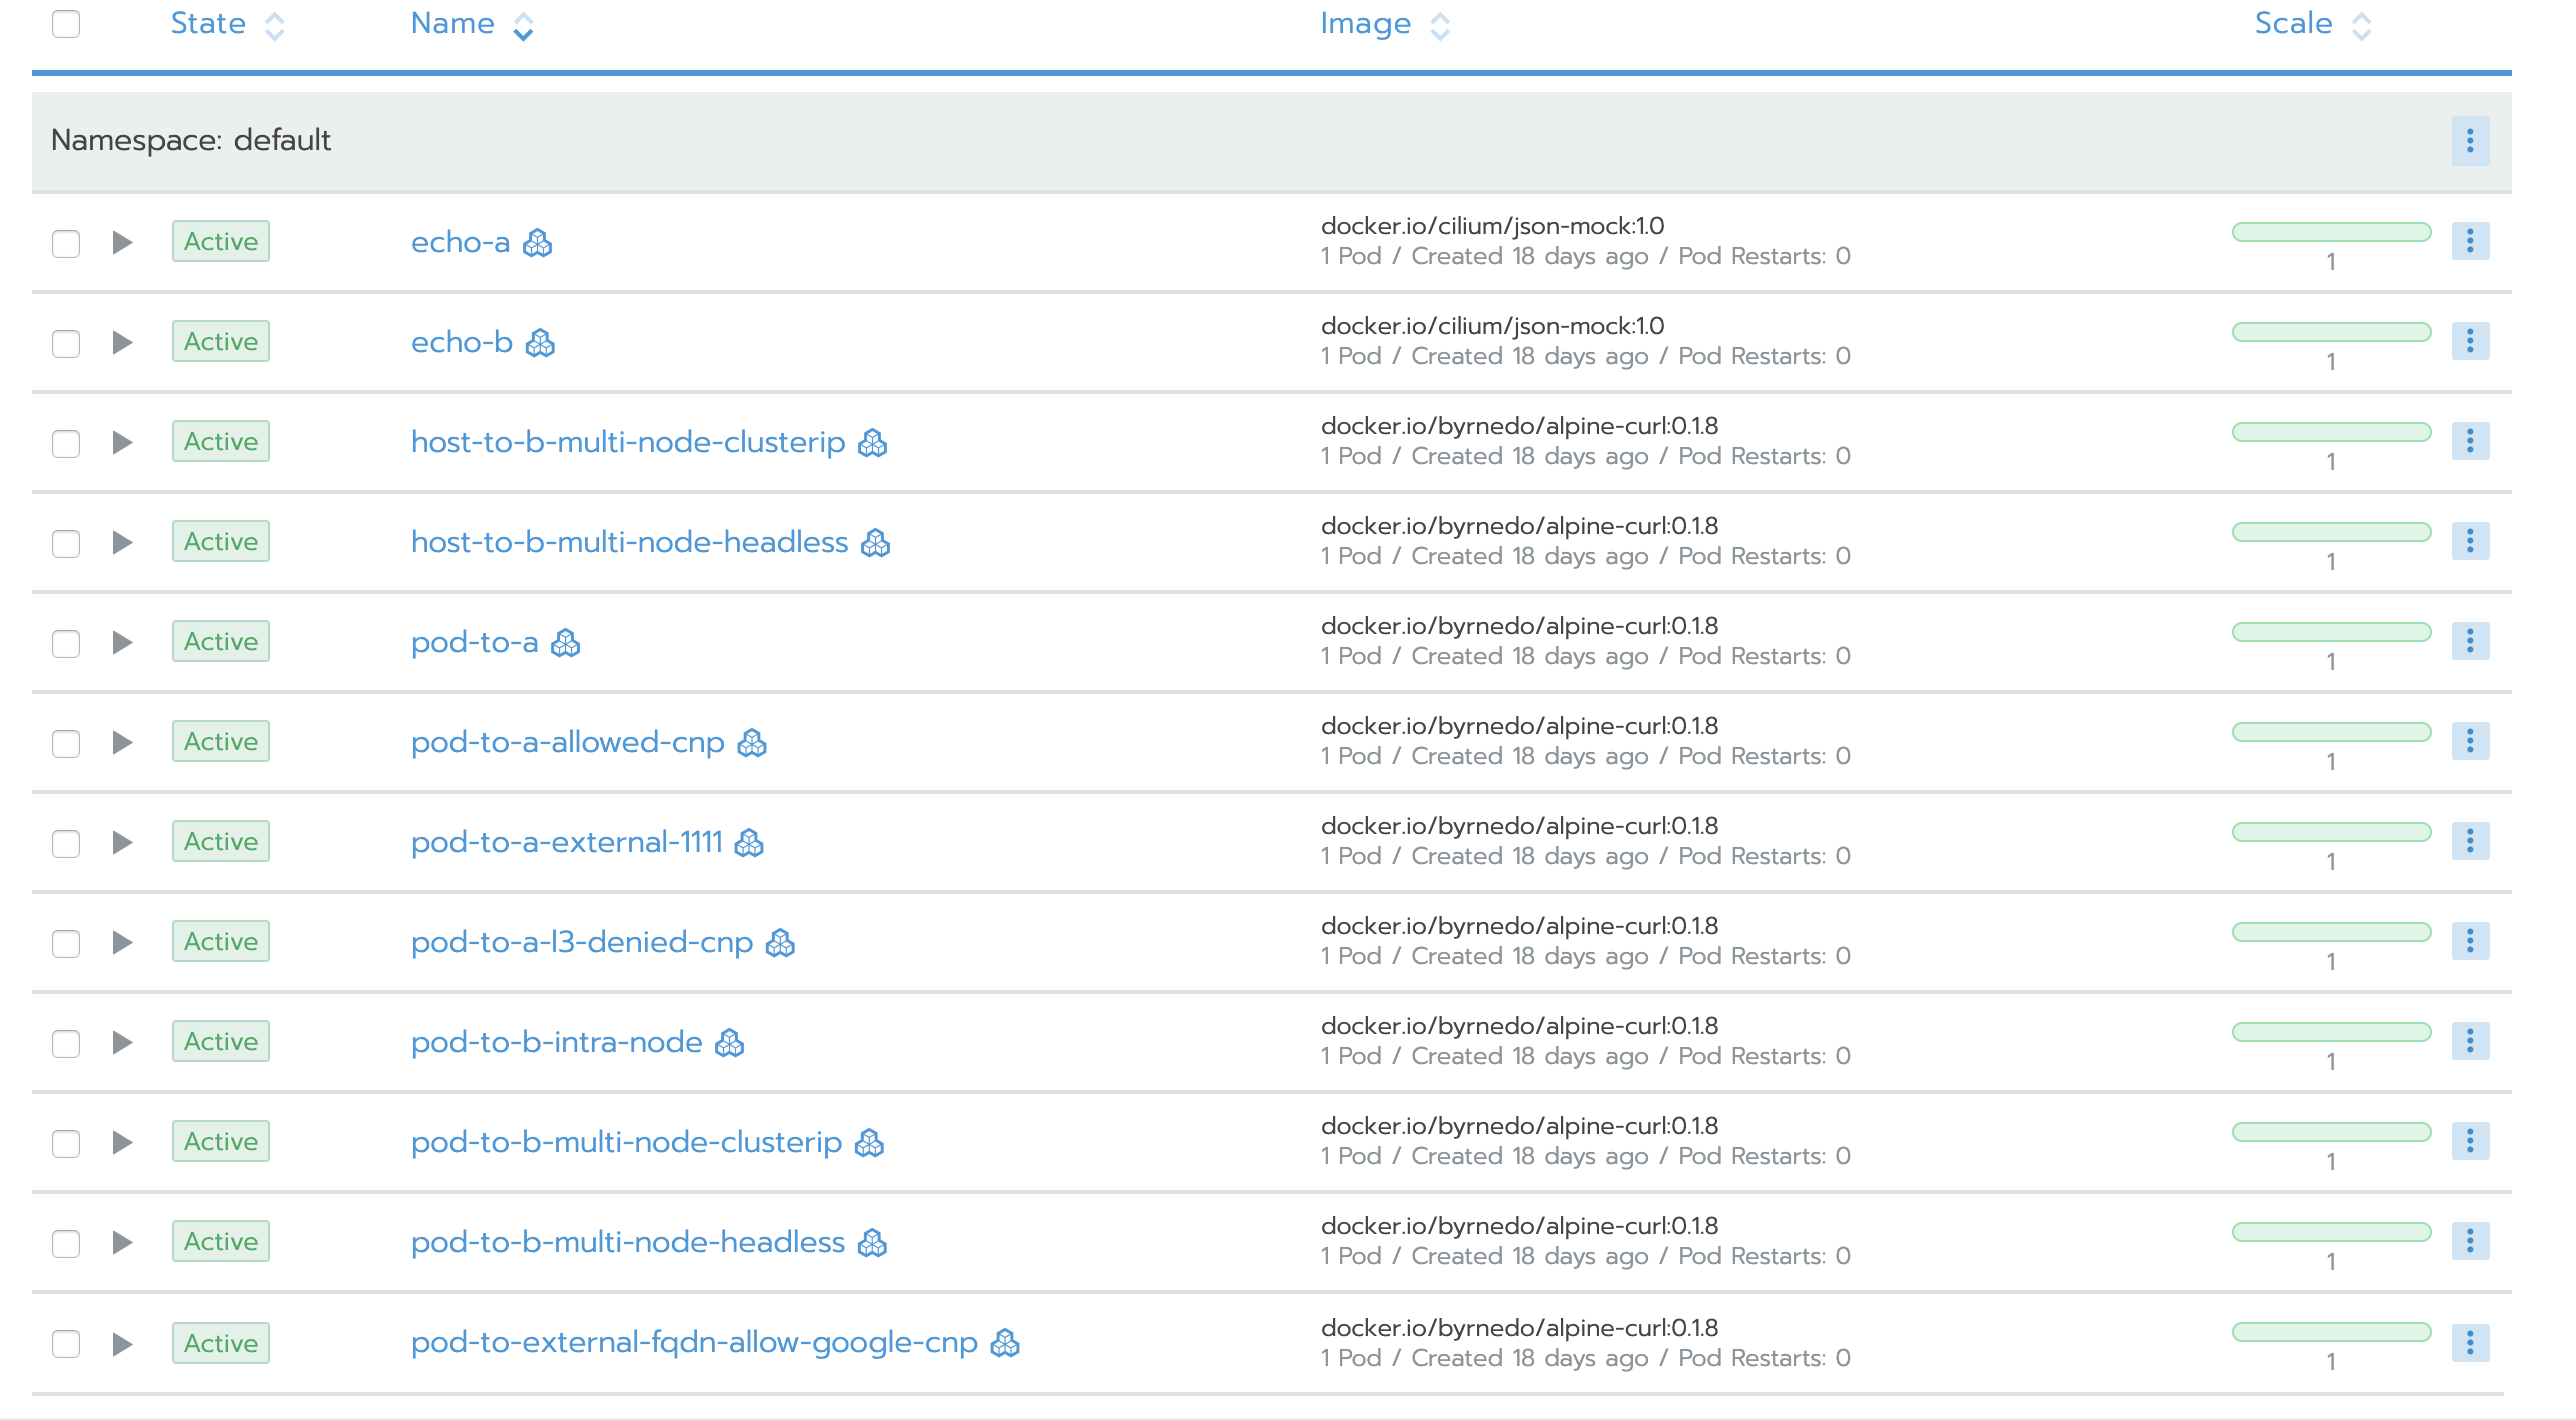 State Name Image Scale
Namespace: default
Active echo-a docker.io/cilium/json-mock:1.0
1 Pod / Created 18 days ago / Pod Restarts: 0 1
Active echo-b docker.io/cilium/json-mock:1.0
1 Pod / Created 18 days ago / Pod Restarts: 0 1
Active host-to-b-multi-node-clusterip docker.io/byrnedo/alpine-curl:0.1.8
1 Pod / Created 18 days ago / Pod Restarts: 0 1
Active host-to-b-multi-node-headless docker.io/byrnedo/alpine-curl:0.1.8
1 Pod / Created 18 days ago / Pod Restarts: 0 1
Active pod-to-a docker.io/byrnedo/alpine-curl:0.1.8
1 Pod / Created 18 days ago / Pod Restarts: 0 1
Active pod-to-a-allowed-cnp docker.io/byrnedo/alpine-curl:0.1.8
1 Pod / Created 18 days ago / Pod Restarts: 0 1
Active pod-to-a-external-1111 docker.io/byrnedo/alpine-curl:0.1.8
1 Pod / Created 18 days ago / Pod Restarts: 0 1
Active pod-to-a-l3-denied-cnp docker.io/byrnedo/alpine-curl:0.1.8
1 Pod / Created 18 days ago / Pod Restarts: 0 1
Active pod-to-b-intra-node docker.io/byrnedo/alpine-curl:0.1.8
1 Pod / Created 18 days ago / Pod Restarts: 0 1
Active pod-to-b-multi-node-clusterip docker.io/byrnedo/alpine-curl:0.1.8
1 Pod / Created 18 days ago / Pod Restarts: 0 1
Active pod-to-b-multi-node-headless docker.io/byrnedo/alpine-curl:0.1.8
1 Pod / Created 18 days ago / Pod Restarts: 0 1
Active pod-to-external-fqdn-allow-google-cnp docker.io/byrnedo/alpine-curl:0.1.8
1 Pod / Created 18 days ago / Pod Restarts: 0 1